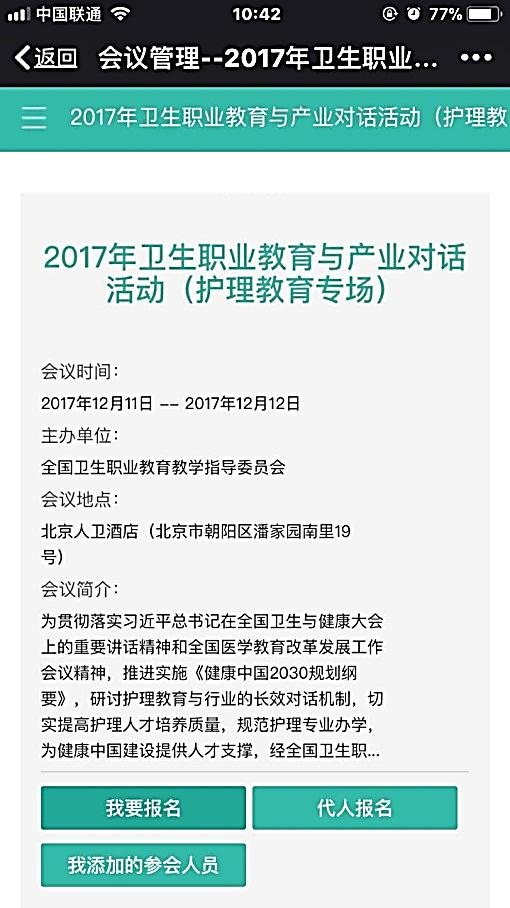 中国联通 10:42 77%
返回 会议管理--2017年卫生职业...
2017年卫生职业教育与产业对话活动（护理教
2017年卫生职业教育与产业对话
活动（护理教育专场）
会议时间：
2017年12月11日 -- 2017年12月12日
主办单位：
全国卫生职业教育教学指导委员会
会议地点：
北京人卫酒店（北京市朝阳区潘家园南里19
号）
会议简介：
为贯彻落实习近平总书记在全国卫生与健康大会
上的重要讲话精神和全国医学教育改革发展工作
会议精神，推进实施《健康中国2030规划纲
要》，研讨护理教育与行业的长效对话机制，切
实提高护理人才培养质量，规范护理专业办学，
为健康中国建设提供人才支撑，经全国卫生职...
我要报名 代人报名
我添加的参会人员